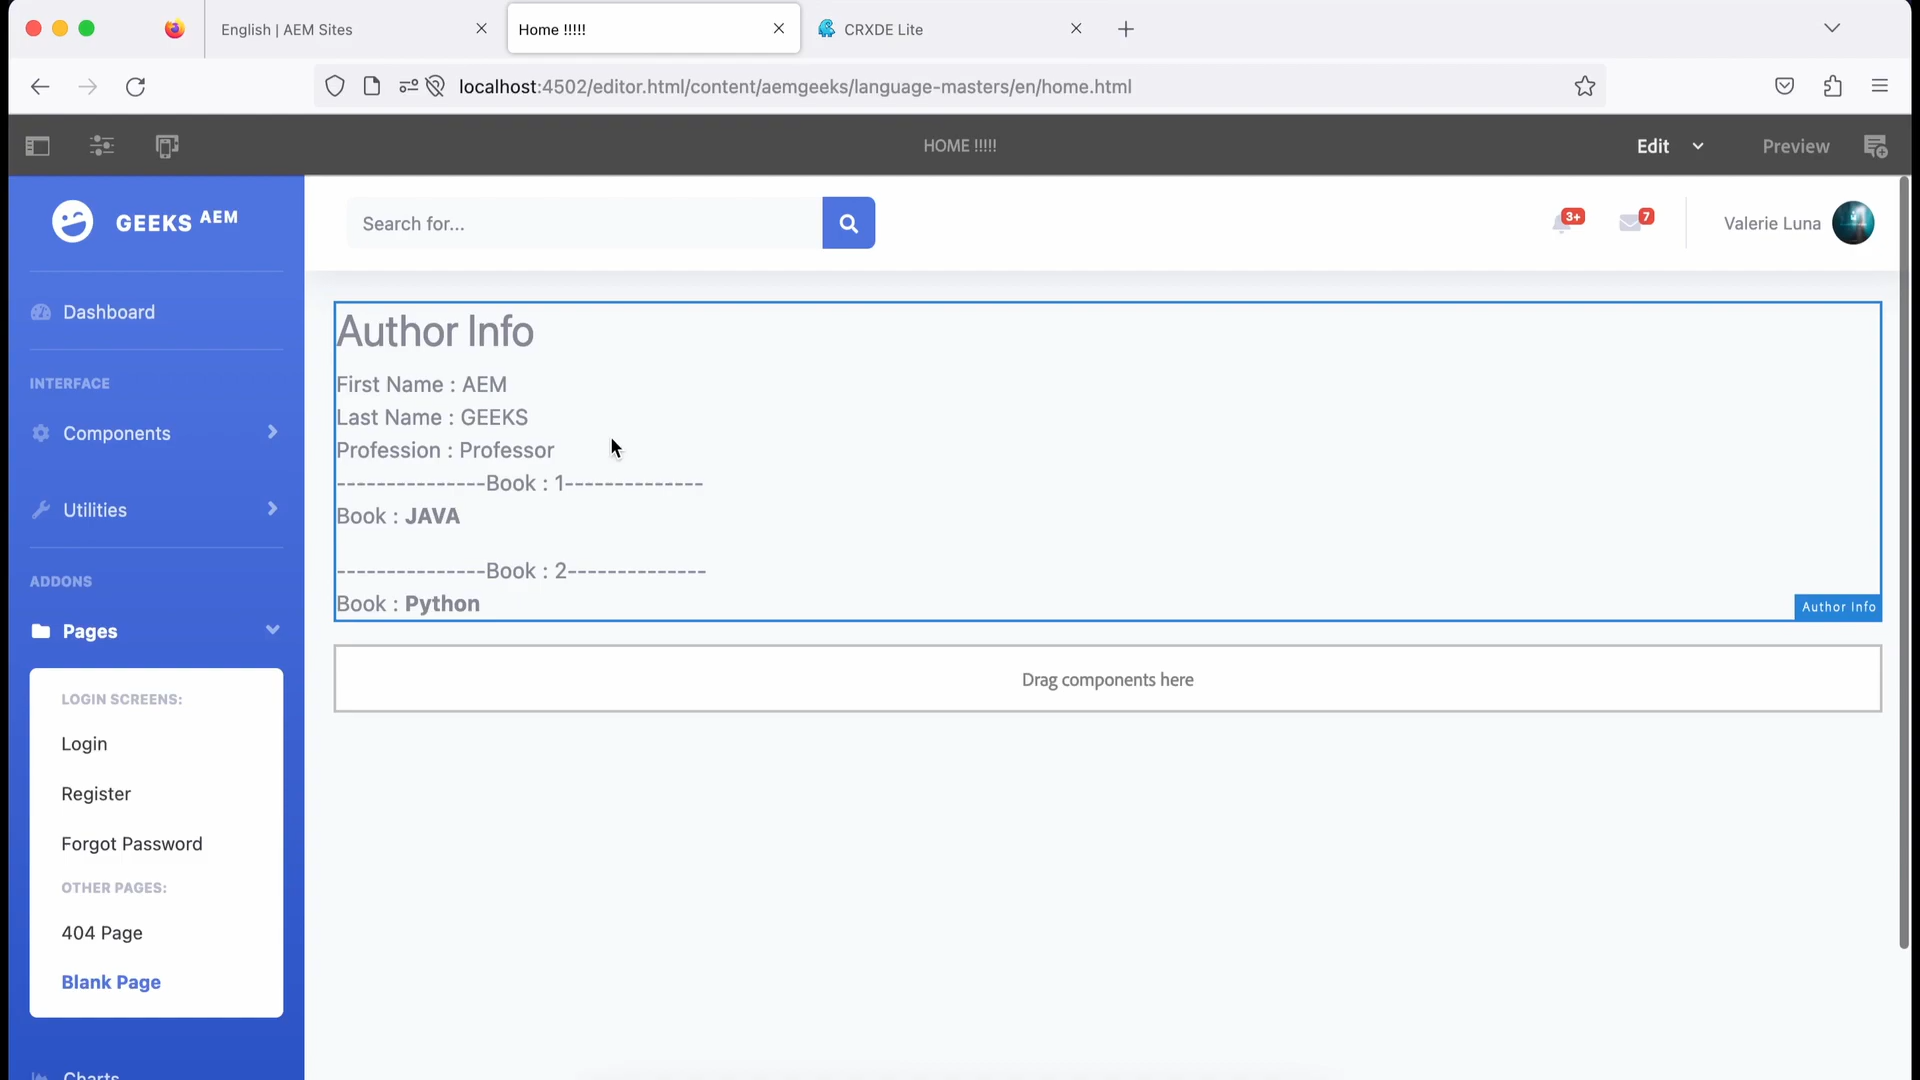 English | AEM Sites
Home !!!!!
CRXDE Lite
localhost:4502/editor.html/content/aemgeeks/language-masters/en/home.html
HOME !!!!!
Edit
Preview
GEEKS AEM
Search for...
3+
7
Valerie Luna
Dashboard
INTERFACE
Components
Utilities
ADDONS
Pages
LOGIN SCREENS:
Login
Register
Forgot Password
OTHER PAGES:
404 Page
Blank Page
Charts
Author Info
First Name : AEM
Last Name : GEEKS
Profession : Professor
---------------Book : 1--------------
Book : JAVA
---------------Book : 2--------------
Book : Python
Author Info
Drag components here